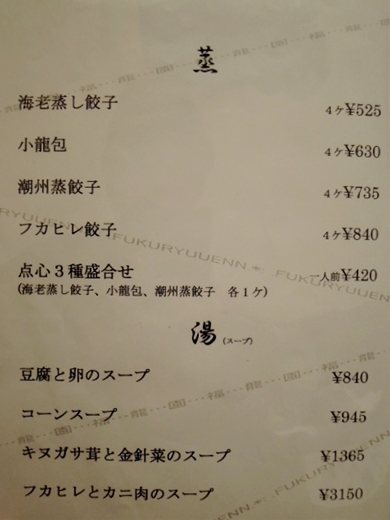 蒸
海老蒸し餃子 4ヶ¥525
小龍包 4ヶ¥630
潮州蒸餃子 4ヶ¥735
フカヒレ餃子 4ヶ¥840
点心3種盛合せ 一人前¥420
(海老蒸し餃子、小龍包、潮州蒸餃子 各1ヶ)
湯(スープ)
豆腐と卵のスープ ¥840
コーンスープ ¥945
キヌガサ茸と金針菜のスープ ¥1365
フカヒレとカニ肉のスープ ¥3150
FUKURYUUENN
FUKURYUUENN